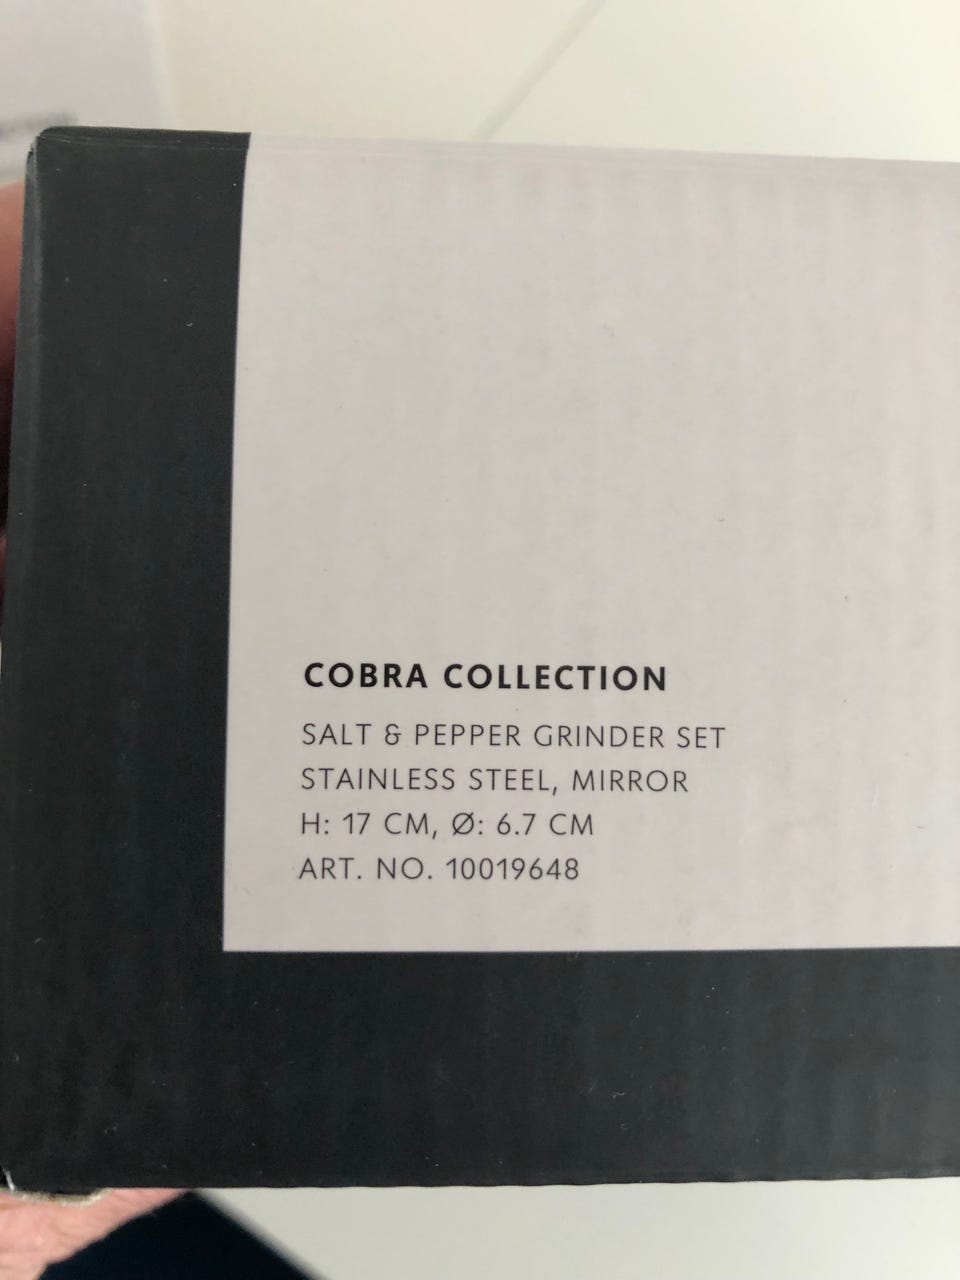 COBRA COLLECTION
SALT & PEPPER GRINDER SET
STAINLESS STEEL, MIRROR
H: 17 CM, Ø: 6.7 CM
ART. NO. 10019648